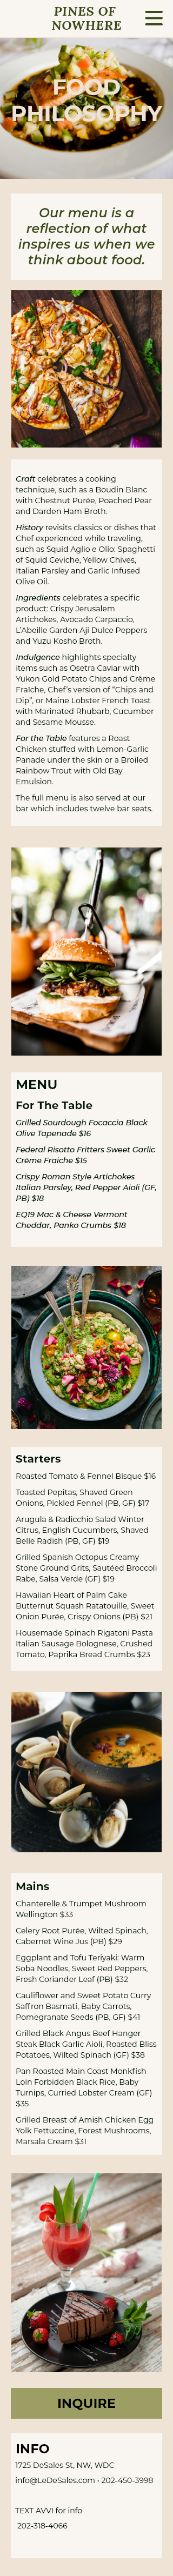 PINES OF
NOWHERE
FOOD
PHILOSOPHY
Our menu is a
reflection of what
inspires us when we
think about food.
Craft celebrates a cooking
technique, such as a Boudin Blanc
with Chestnut Purée, Poached Pear
and Darden Ham Broth.
History revisits classics or dishes that
Chef experienced while traveling,
such as Squid Aglio e Olio: Spaghetti
of Squid Ceviche, Yellow Chives,
Italian Parsley and Garlic Infused
Olive Oil.
Ingredients celebrates a specific
product: Crispy Jerusalem
Artichokes, Avocado Carpaccio,
L'Abeille Garden Aji Dulce Peppers
and Yuzu Kosho Broth.
Indulgence highlights specialty
items such as Osetra Caviar with
Yukon Gold Potato Chips and Crème
Fraîche, Chef's version of "Chips and
Dip", or Maine Lobster French Toast
with Marinated Rhubarb, Cucumber
and Sesame Mousse.
For the Table features a Roast
Chicken stuffed with Lemon-Garlic
Panade under the skin or a Broiled
Rainbow Trout with Old Bay
Emulsion.
The full menu is also served at our
bar which includes twelve bar seats.
MENU
For The Table
Grilled Sourdough Focaccia Black
Olive Tapenade $16
Federal Risotto Fritters Sweet Garlic
Crème Fraiche $15
Crispy Roman Style Artichokes
Italian Parsley, Red Pepper Aioli (GF,
PB) $18
EQ19 Mac & Cheese Vermont
Cheddar, Panko Crumbs $18
Starters
Roasted Tomato & Fennel Bisque $16
Toasted Pepitas, Shaved Green
Onions, Pickled Fennel (PB, GF) $17
Arugula & Radicchio Salad Winter
Citrus, English Cucumbers, Shaved
Belle Radish (PB, GF) $19
Grilled Spanish Octopus Creamy
Stone Ground Grits, Sautéed Broccoli
Rabe, Salsa Verde (GF) $19
Hawaiian Heart of Palm Cake
Butternut Squash Ratatouille, Sweet
Onion Purée, Crispy Onions (PB) $21
Housemade Spinach Rigatoni Pasta
Italian Sausage Bolognese, Crushed
Tomato, Paprika Bread Crumbs $23
Mains
Chanterelle & Trumpet Mushroom
Wellington $33
Celery Root Purée, Wilted Spinach,
Cabernet Wine Jus (PB) $29
Eggplant and Tofu Teriyaki: Warm
Soba Noodles, Sweet Red Peppers,
Fresh Coriander Leaf (PB) $32
Cauliflower and Sweet Potato Curry
Saffron Basmati, Baby Carrots,
Pomegranate Seeds (PB, GF) $41
Grilled Black Angus Beef Hanger
Steak Black Garlic Aioli, Roasted Bliss
Potatoes, Wilted Spinach (GF) $38
Pan Roasted Main Coast Monkfish
Loin Forbidden Black Rice, Baby
Turnips, Curried Lobster Cream (GF)
$35
Grilled Breast of Amish Chicken Egg
Yolk Fettuccine, Forest Mushrooms,
Marsala Cream $31
INQUIRE
INFO
1725 DeSales St, NW, WDC
info@LeDeSales.com • 202-450-3998
TEXT AVVI for info
202-318-4066